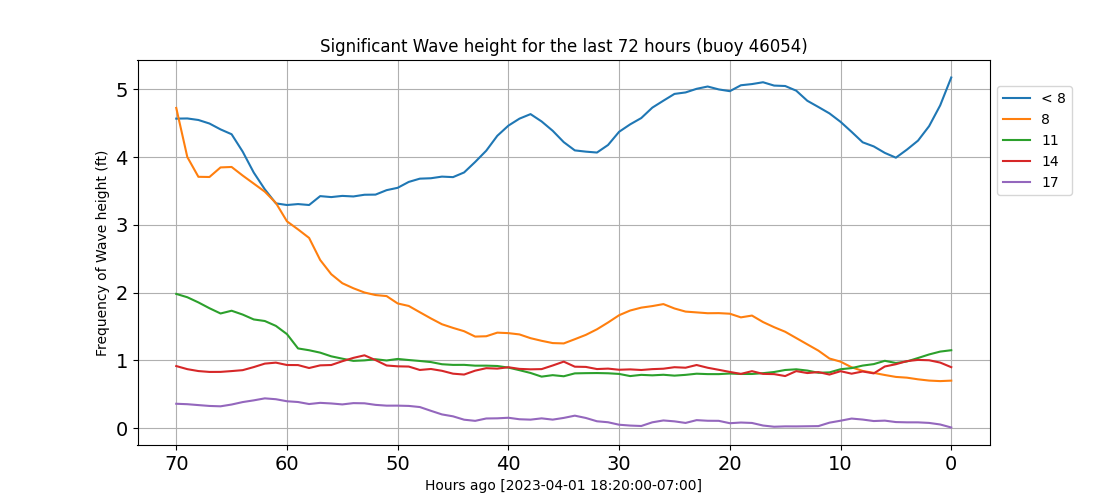 Significant Wave height for the last 72 hours (buoy 46054)
Frequency of Wave height (ft)
5
4
3
2
1
0
70 60 50 40 30 20 10 0
Hours ago [2023-04-01 18:20:00-07:00]
< 8
8
11
14
17